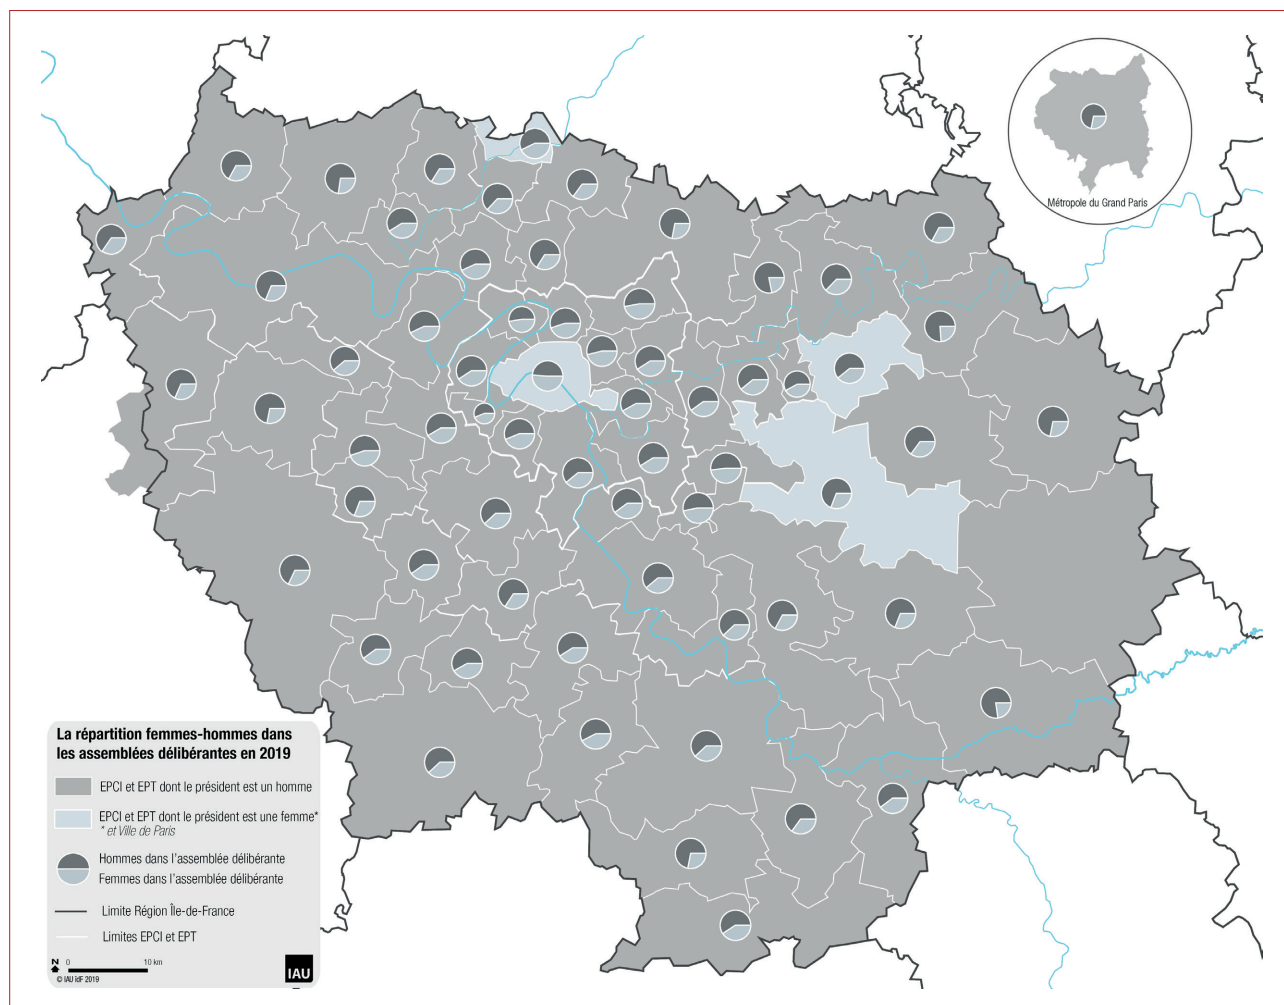 Métropole du Grand Paris
La répartition femmes-hommes dans
les assemblées délibérantes en 2019
EPCI et EPT dont le président est un homme
EPCI et EPT dont le président est une femme*
* et Ville de Paris
Hommes dans l'assemblée délibérante
Femmes dans l'assemblée délibérante
Limite Région Île-de-France
Limites EPCI et EPT
N
0 10 km
© IAU îdF 2019
IAU